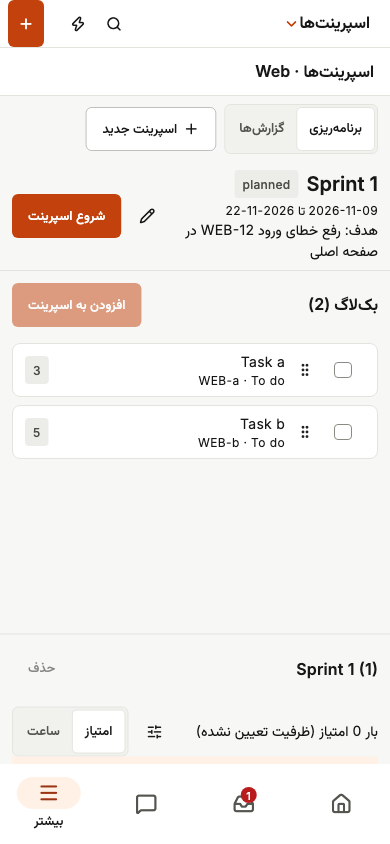 اسپرینت‌ها
اسپرینت‌ها · Web
برنامه‌ریزی
گزارش‌ها
اسپرینت جدید
Sprint 1
planned
2026-11-09 تا 2026-11-22
هدف: رفع خطای ورود WEB-12 در
صفحه اصلی
شروع اسپرینت
بک‌لاگ (2)
افزودن به اسپرینت
Task a
WEB-a · To do
3
Task b
WEB-b · To do
5
Sprint 1 (1)
حذف
بار 0 امتیاز (ظرفیت تعیین نشده)
امتیاز
ساعت
1
بیشتر